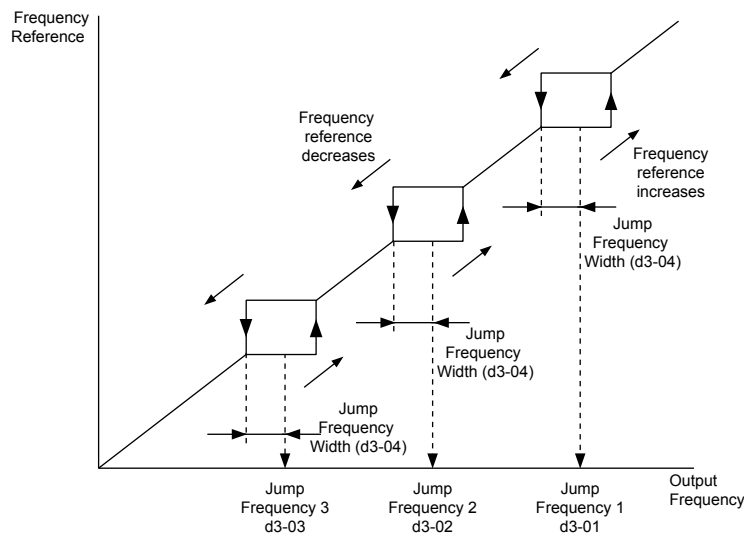 Frequency
Reference
Frequency
reference
decreases
Frequency
reference
increases
Jump
Frequency
Width (d3-04)
Jump
Frequency
Width (d3-04)
Jump
Frequency
Width (d3-04)
Output
Frequency
Jump
Frequency 3
d3-03
Jump
Frequency 2
d3-02
Jump
Frequency 1
d3-01